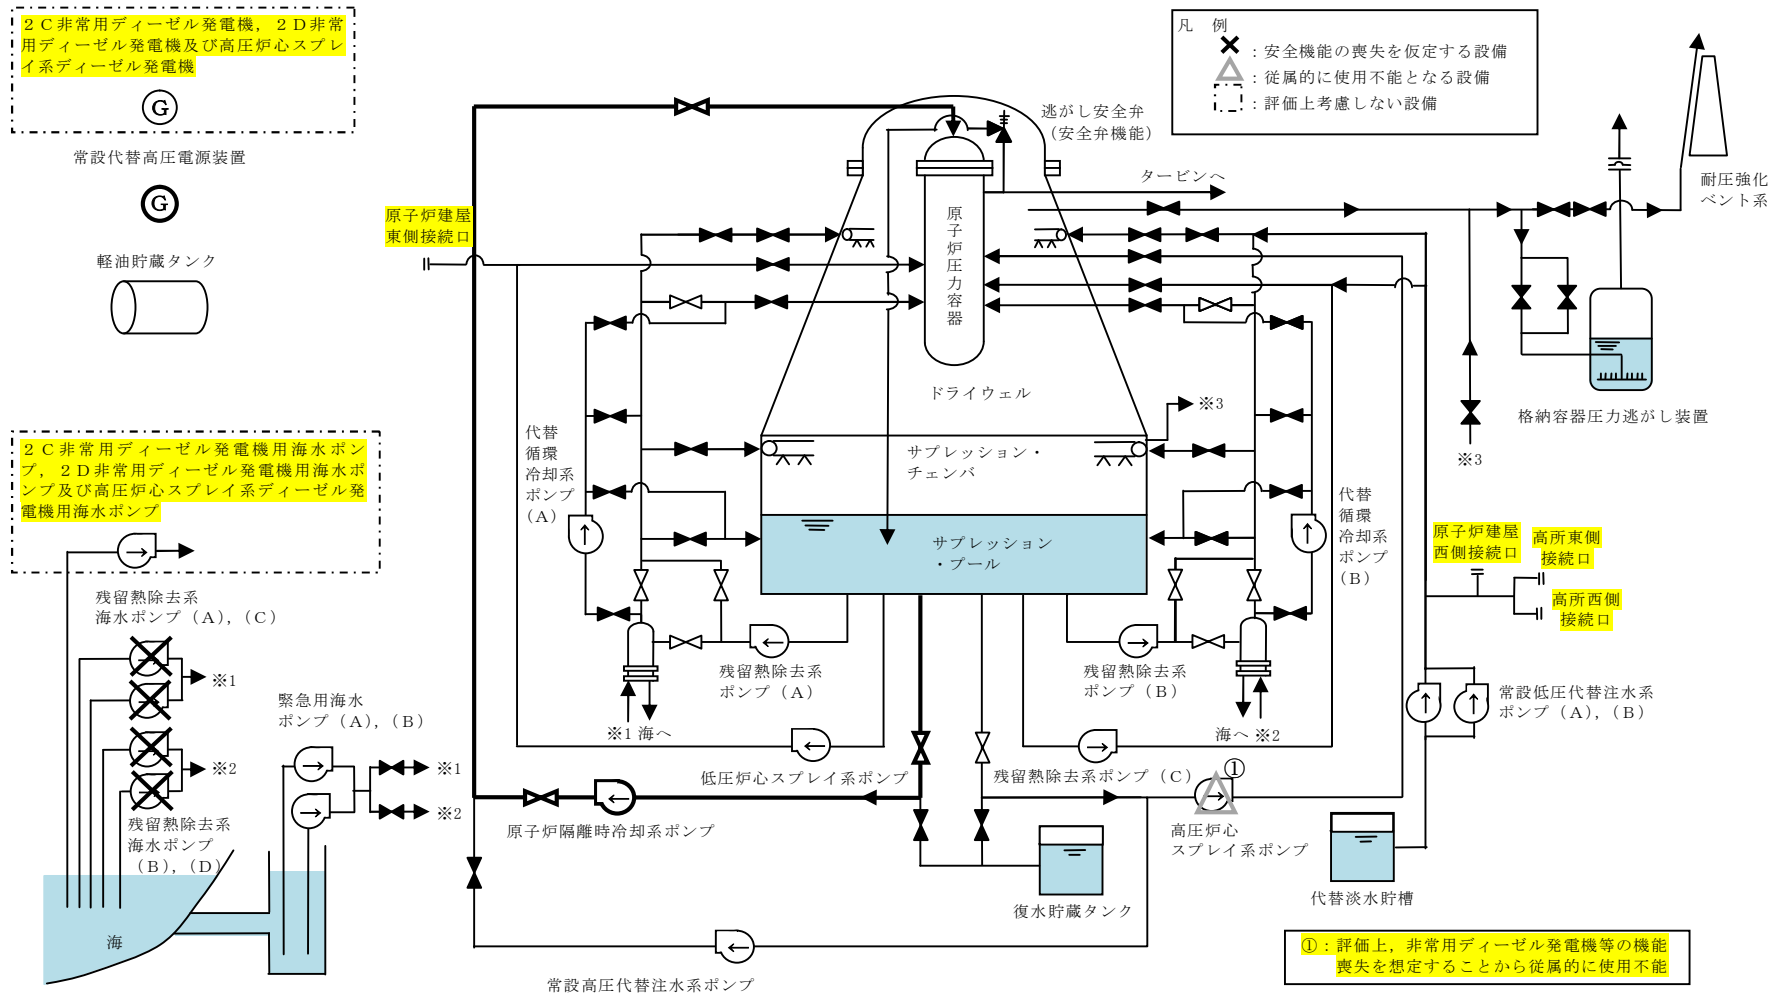 ２Ｃ非常用ディーゼル発電機，２Ｄ非常
用ディーゼル発電機及び高圧炉心スプレ
イ系ディーゼル発電機
G
常設代替高圧電源装置
G
軽油貯蔵タンク
２Ｃ非常用ディーゼル発電機用海水ポン
プ，２Ｄ非常用ディーゼル発電機用海水ポ
ンプ及び高圧炉心スプレイ系ディーゼル発
電機用海水ポンプ
残留熱除去系
海水ポンプ（Ａ），（Ｃ）
※1
※2
残留熱除去系
海水ポンプ
（Ｂ），（Ｄ）
海
緊急用海水
ポンプ（Ａ），（Ｂ）
※1
※2
凡　例
：安全機能の喪失を仮定する設備
：従属的に使用不能となる設備
：評価上考慮しない設備
逃がし安全弁
（安全弁機能）
タービンへ
原子炉建屋
東側接続口
原子炉圧力容器
ドライウェル
サプレッション・
チェンバ
サプレッション
・プール
※3
代替
循環
冷却系
ポンプ
（Ａ）
代替
循環
冷却系
ポンプ
（Ｂ）
残留熱除去系
ポンプ（Ａ）
残留熱除去系
ポンプ（Ｂ）
※1 海へ
海へ ※2
低圧炉心スプレイ系ポンプ
残留熱除去系ポンプ（Ｃ）
①
原子炉隔離時冷却系ポンプ
高圧炉心
スプレイ系ポンプ
復水貯蔵タンク
常設高圧代替注水系ポンプ
耐圧強化
ベント系
格納容器圧力逃がし装置
※3
原子炉建屋
西側接続口
高所東側
接続口
高所西側
接続口
常設低圧代替注水系
ポンプ（Ａ），（Ｂ）
代替淡水貯槽
①：評価上，非常用ディーゼル発電機等の機能
喪失を想定することから従属的に使用不能